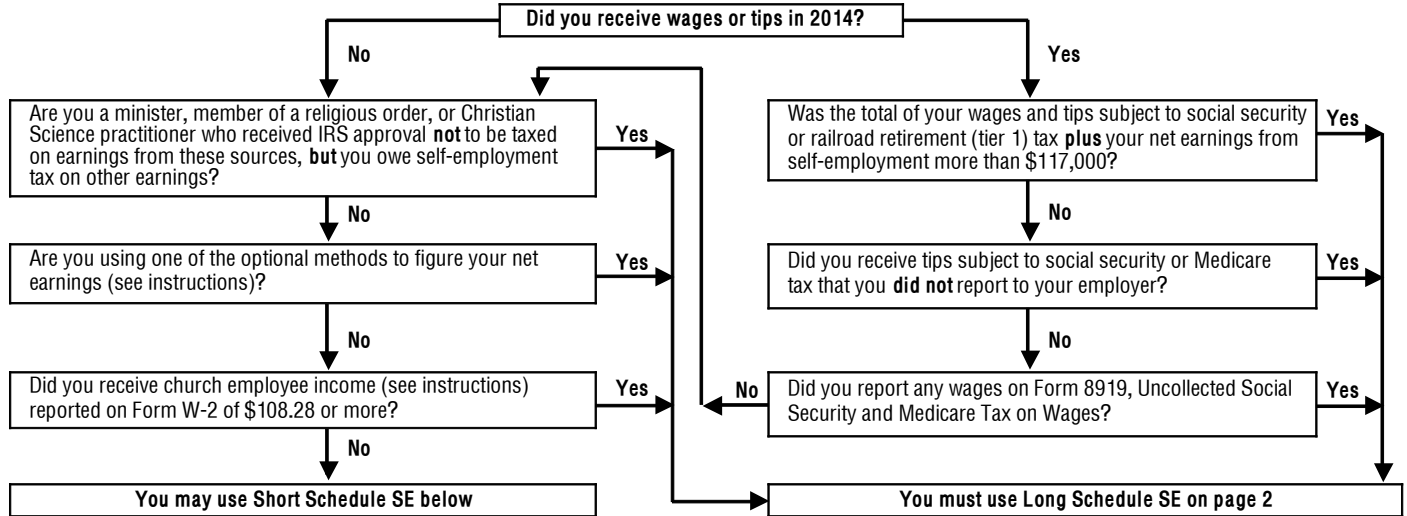 Did you receive wages or tips in 2014?
No
Yes
Are you a minister, member of a religious order, or Christian
Science practitioner who received IRS approval not to be taxed
on earnings from these sources, but you owe self-employment
tax on other earnings?
Yes
No
Are you using one of the optional methods to figure your net
earnings (see instructions)?
Yes
No
Did you receive church employee income (see instructions)
reported on Form W-2 of $108.28 or more?
Yes
No
You may use Short Schedule SE below
Was the total of your wages and tips subject to social security
or railroad retirement (tier 1) tax plus your net earnings from
self-employment more than $117,000?
Yes
No
Did you receive tips subject to social security or Medicare
tax that you did not report to your employer?
Yes
No
No
Did you report any wages on Form 8919, Uncollected Social
Security and Medicare Tax on Wages?
Yes
You must use Long Schedule SE on page 2